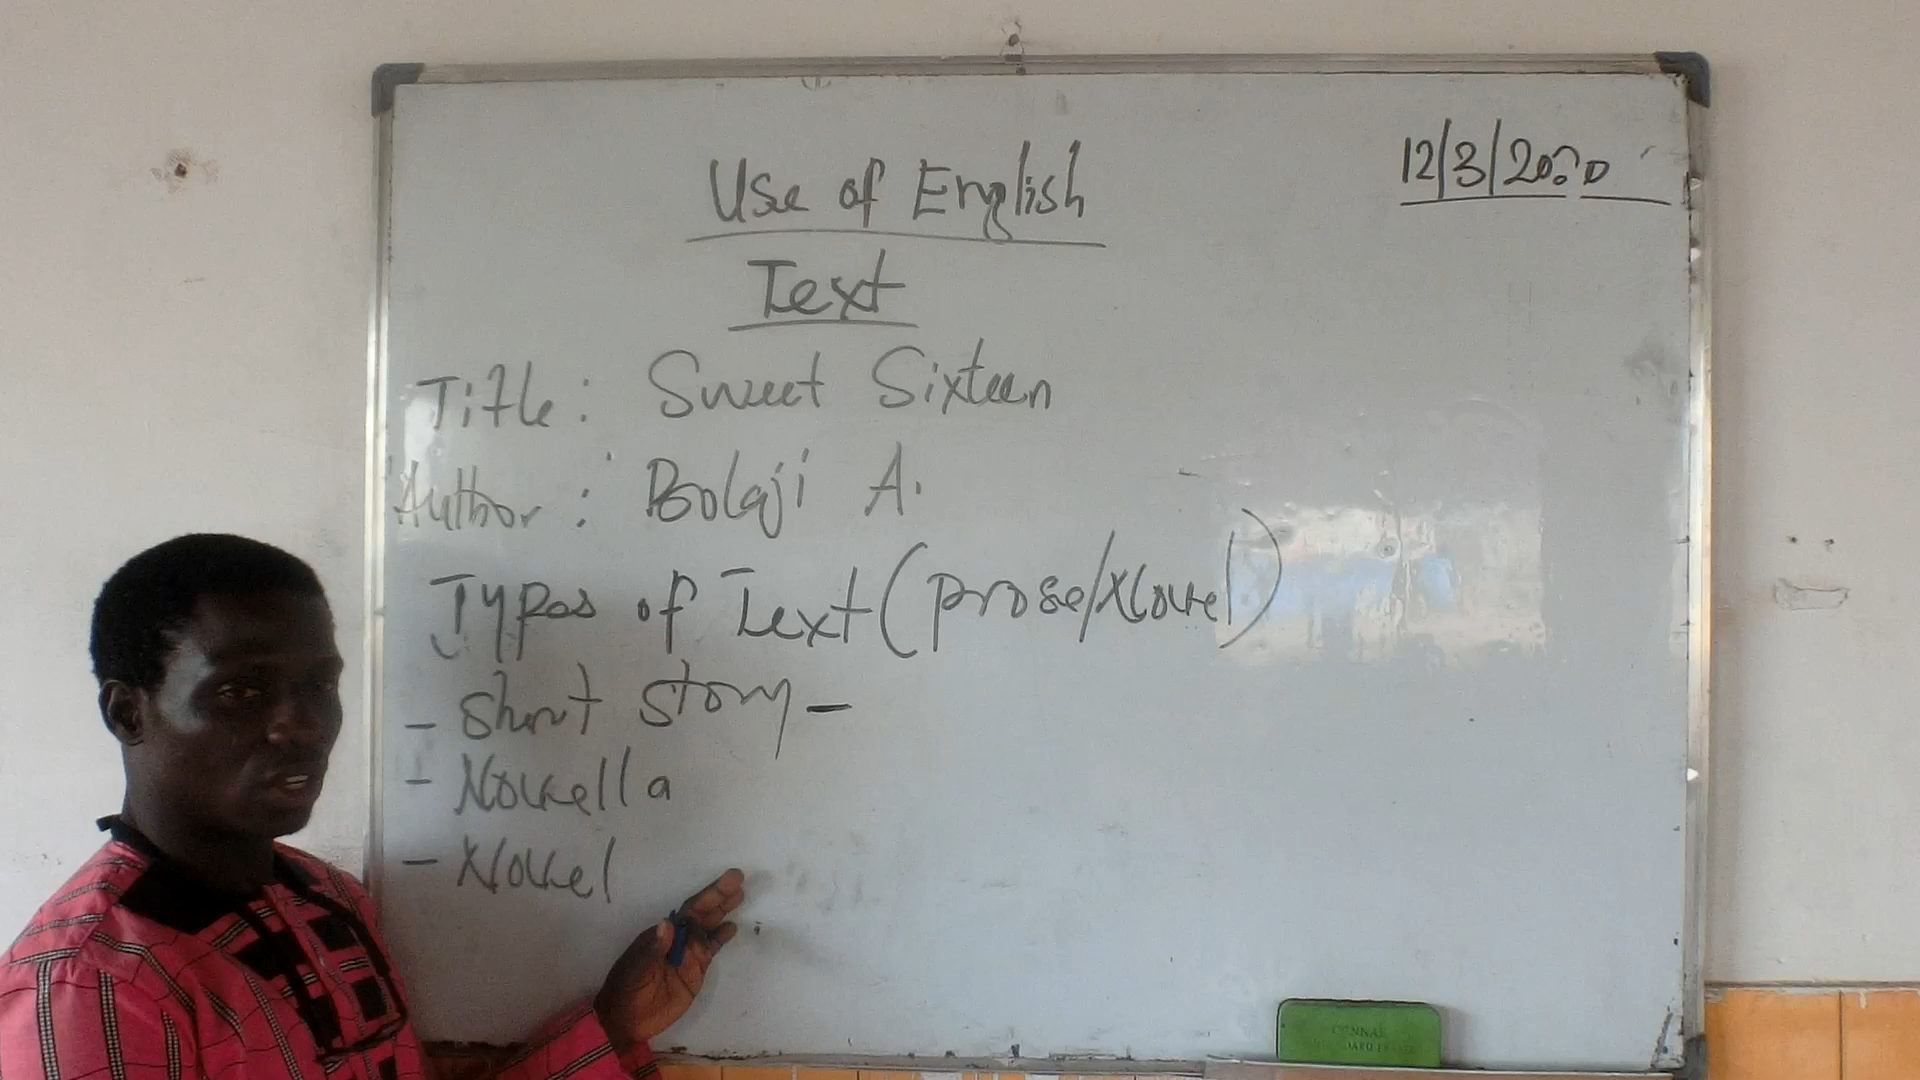 12/3/2020
Use of English
Text
Title: Sweet Sixteen
Author: Bolaji A.
Types of Text (prose/Novel)
- Short Story -
- Novella
- Novel